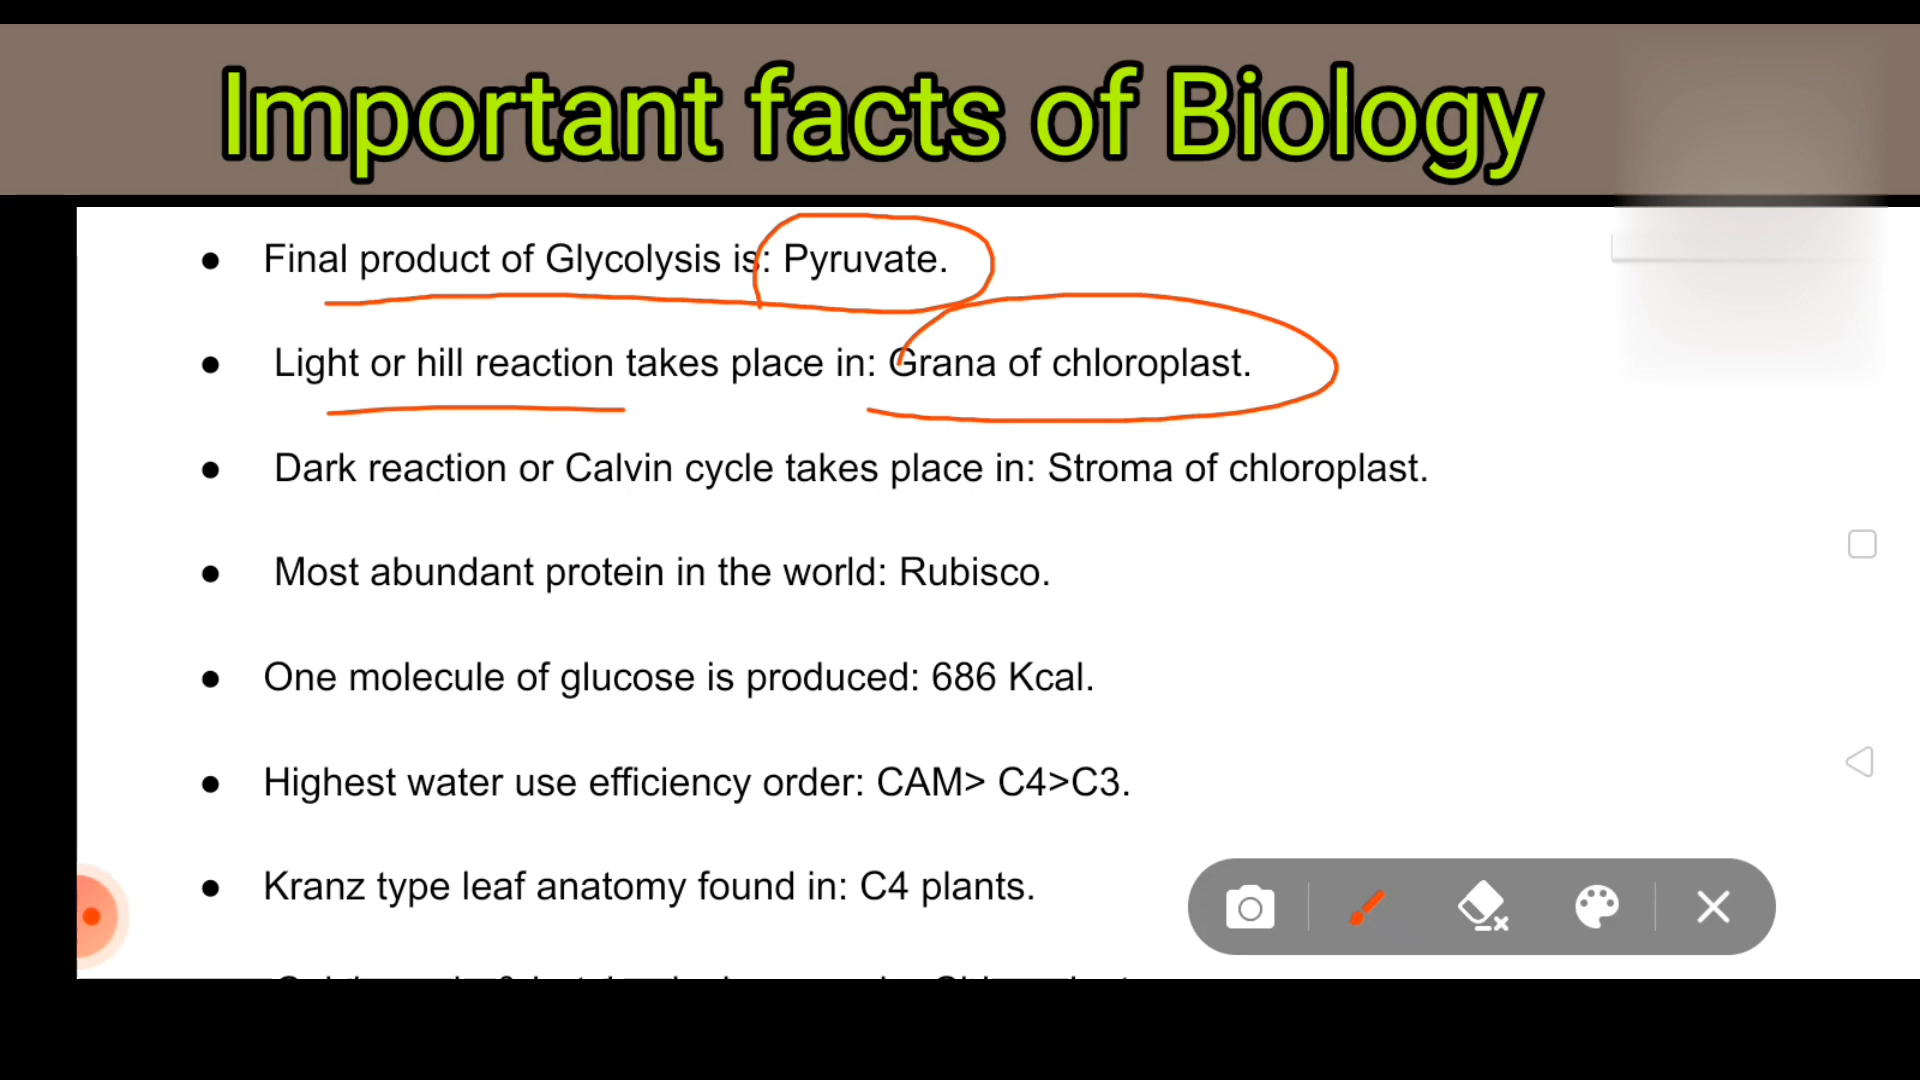 Important facts of Biology
● Final product of Glycolysis is: Pyruvate.
● Light or hill reaction takes place in: Grana of chloroplast.
● Dark reaction or Calvin cycle takes place in: Stroma of chloroplast.
● Most abundant protein in the world: Rubisco.
● One molecule of glucose is produced: 686 Kcal.
● Highest water use efficiency order: CAM> C4>C3.
● Kranz type leaf anatomy found in: C4 plants.